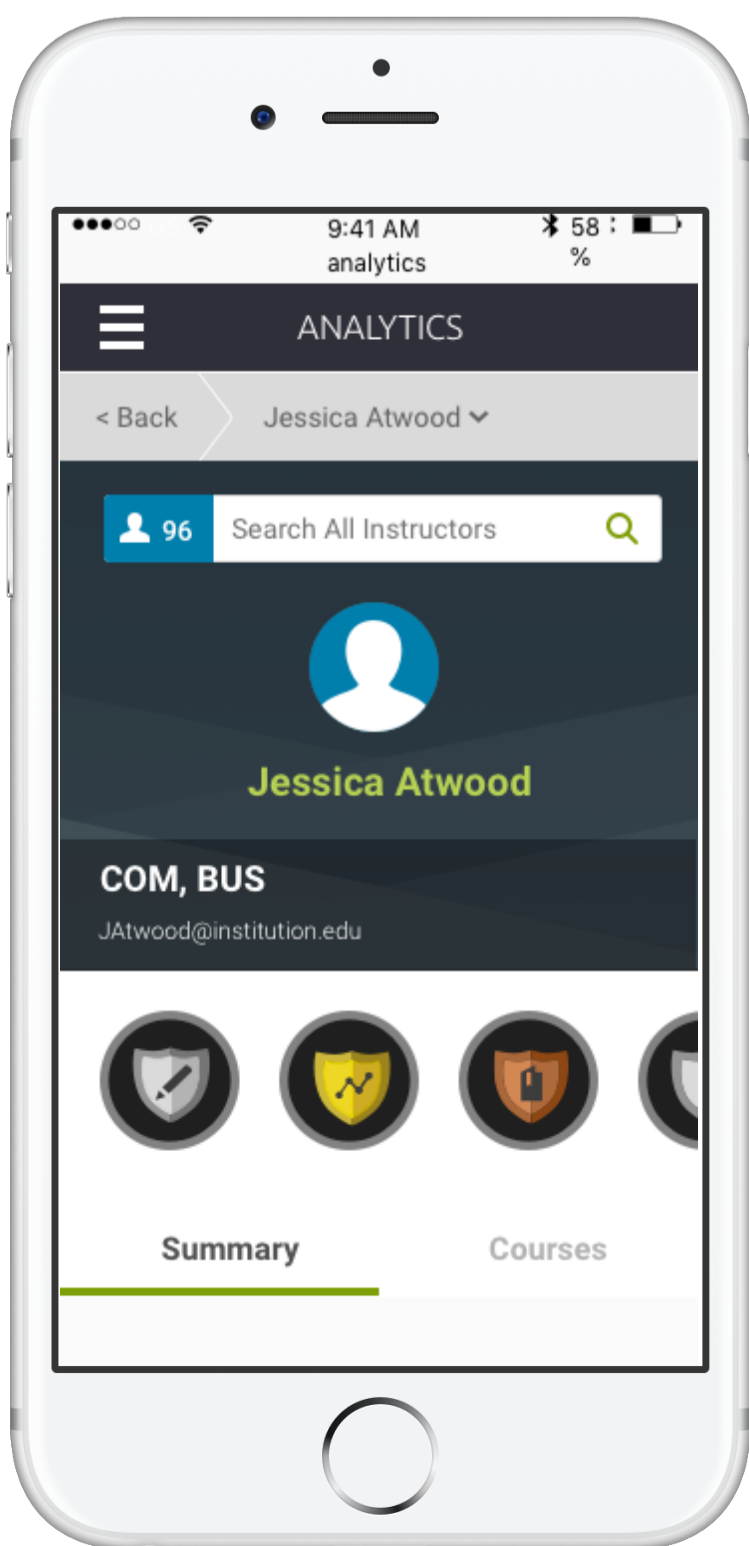 9:41 AM
58
%
analytics
ANALYTICS
< Back
Jessica Atwood
96
Search All Instructors
Jessica Atwood
COM, BUS
JAtwood@institution.edu
Summary
Courses